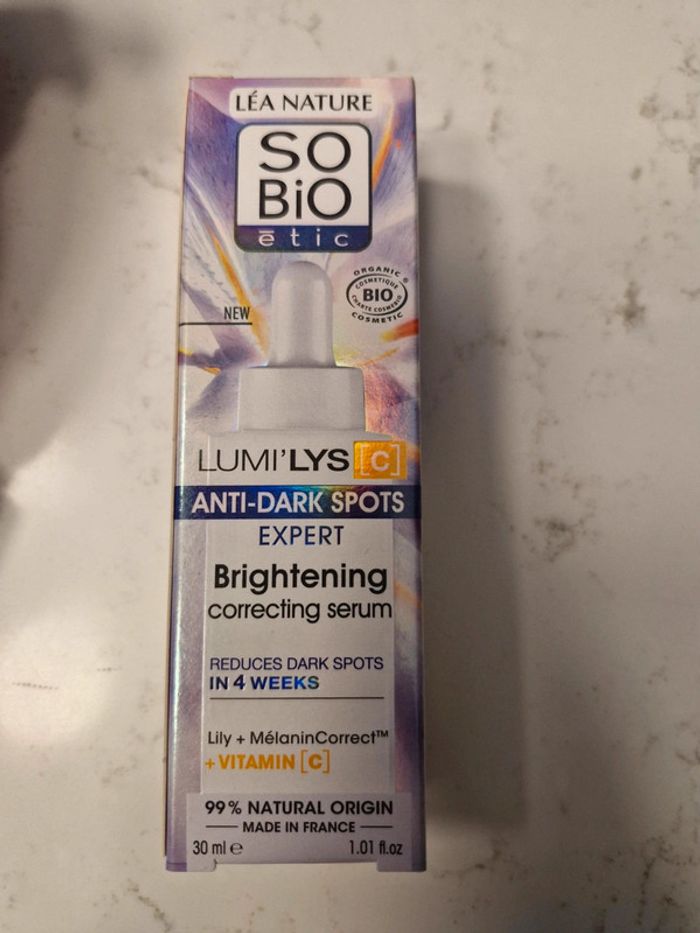 LÉA NATURE
SO
BiO
ētic
ORGANIC
COSMETIQUE
BIO
CHARTE COSMEBIO
COSMETIC
®
NEW
LUMI'LYS [C]
ANTI-DARK SPOTS
EXPERT
Brightening
correcting serum
REDUCES DARK SPOTS
IN 4 WEEKS
Lily + MélaninCorrect™
+ VITAMIN [C]
99% NATURAL ORIGIN
MADE IN FRANCE
30 ml ℮ 1.01 fl.oz